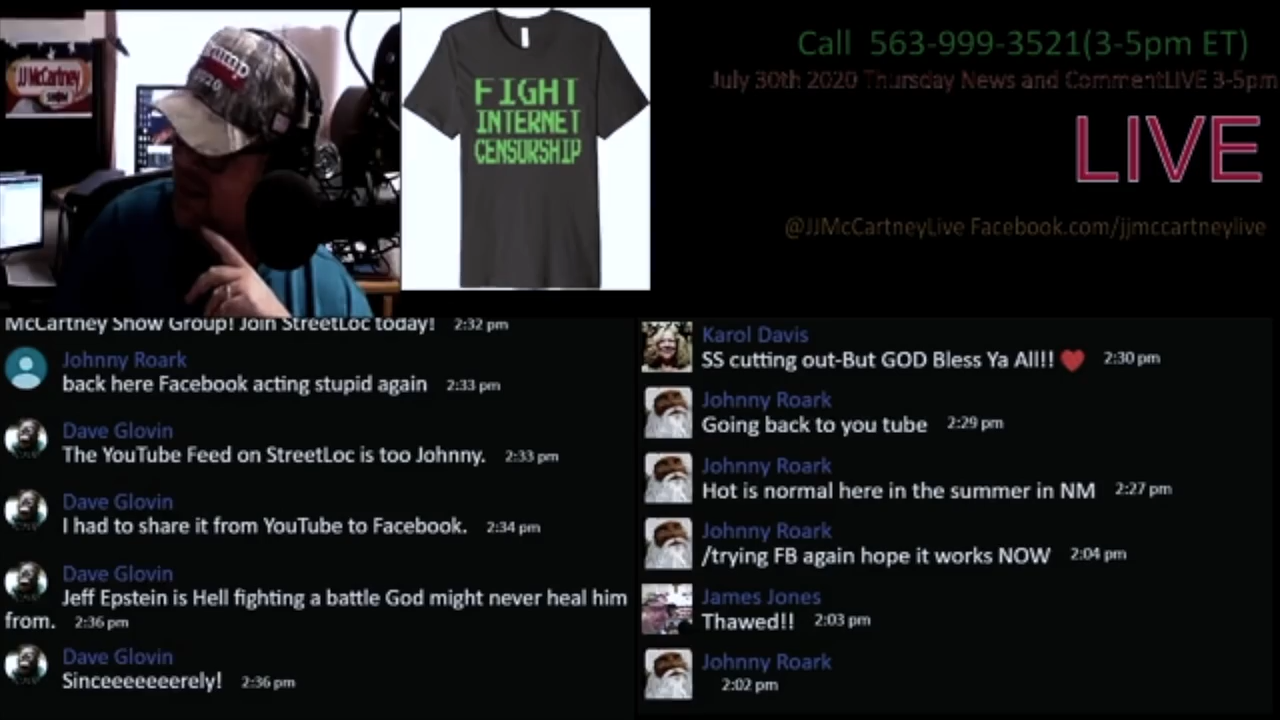 JJ McCartney
Trump
2020
FIGHT
INTERNET
CENSURSHIP
Call 563-999-3521(3-5pm ET)
July 30th 2020 Thursday News and CommentLIVE 3-5pm
LIVE
@JJMcCartneyLive Facebook.com/jjmccartneylive
McCartney Show Group! Join StreetLoc today! 2:32 pm
Johnny Roark
back here Facebook acting stupid again 2:33 pm
Dave Glovin
The YouTube Feed on StreetLoc is too Johnny. 2:33 pm
Dave Glovin
I had to share it from YouTube to Facebook. 2:34 pm
Dave Glovin
Jeff Epstein is Hell fighting a battle God might never heal him
from. 2:36 pm
Dave Glovin
Sinceeeeeeerely! 2:36 pm
Karol Davis
SS cutting out-But GOD Bless Ya All!! ❤ 2:30 pm
Johnny Roark
Going back to you tube 2:29 pm
Johnny Roark
Hot is normal here in the summer in NM 2:27 pm
Johnny Roark
/trying FB again hope it works NOW 2:04 pm
James Jones
Thawed!! 2:03 pm
Johnny Roark
2:02 pm